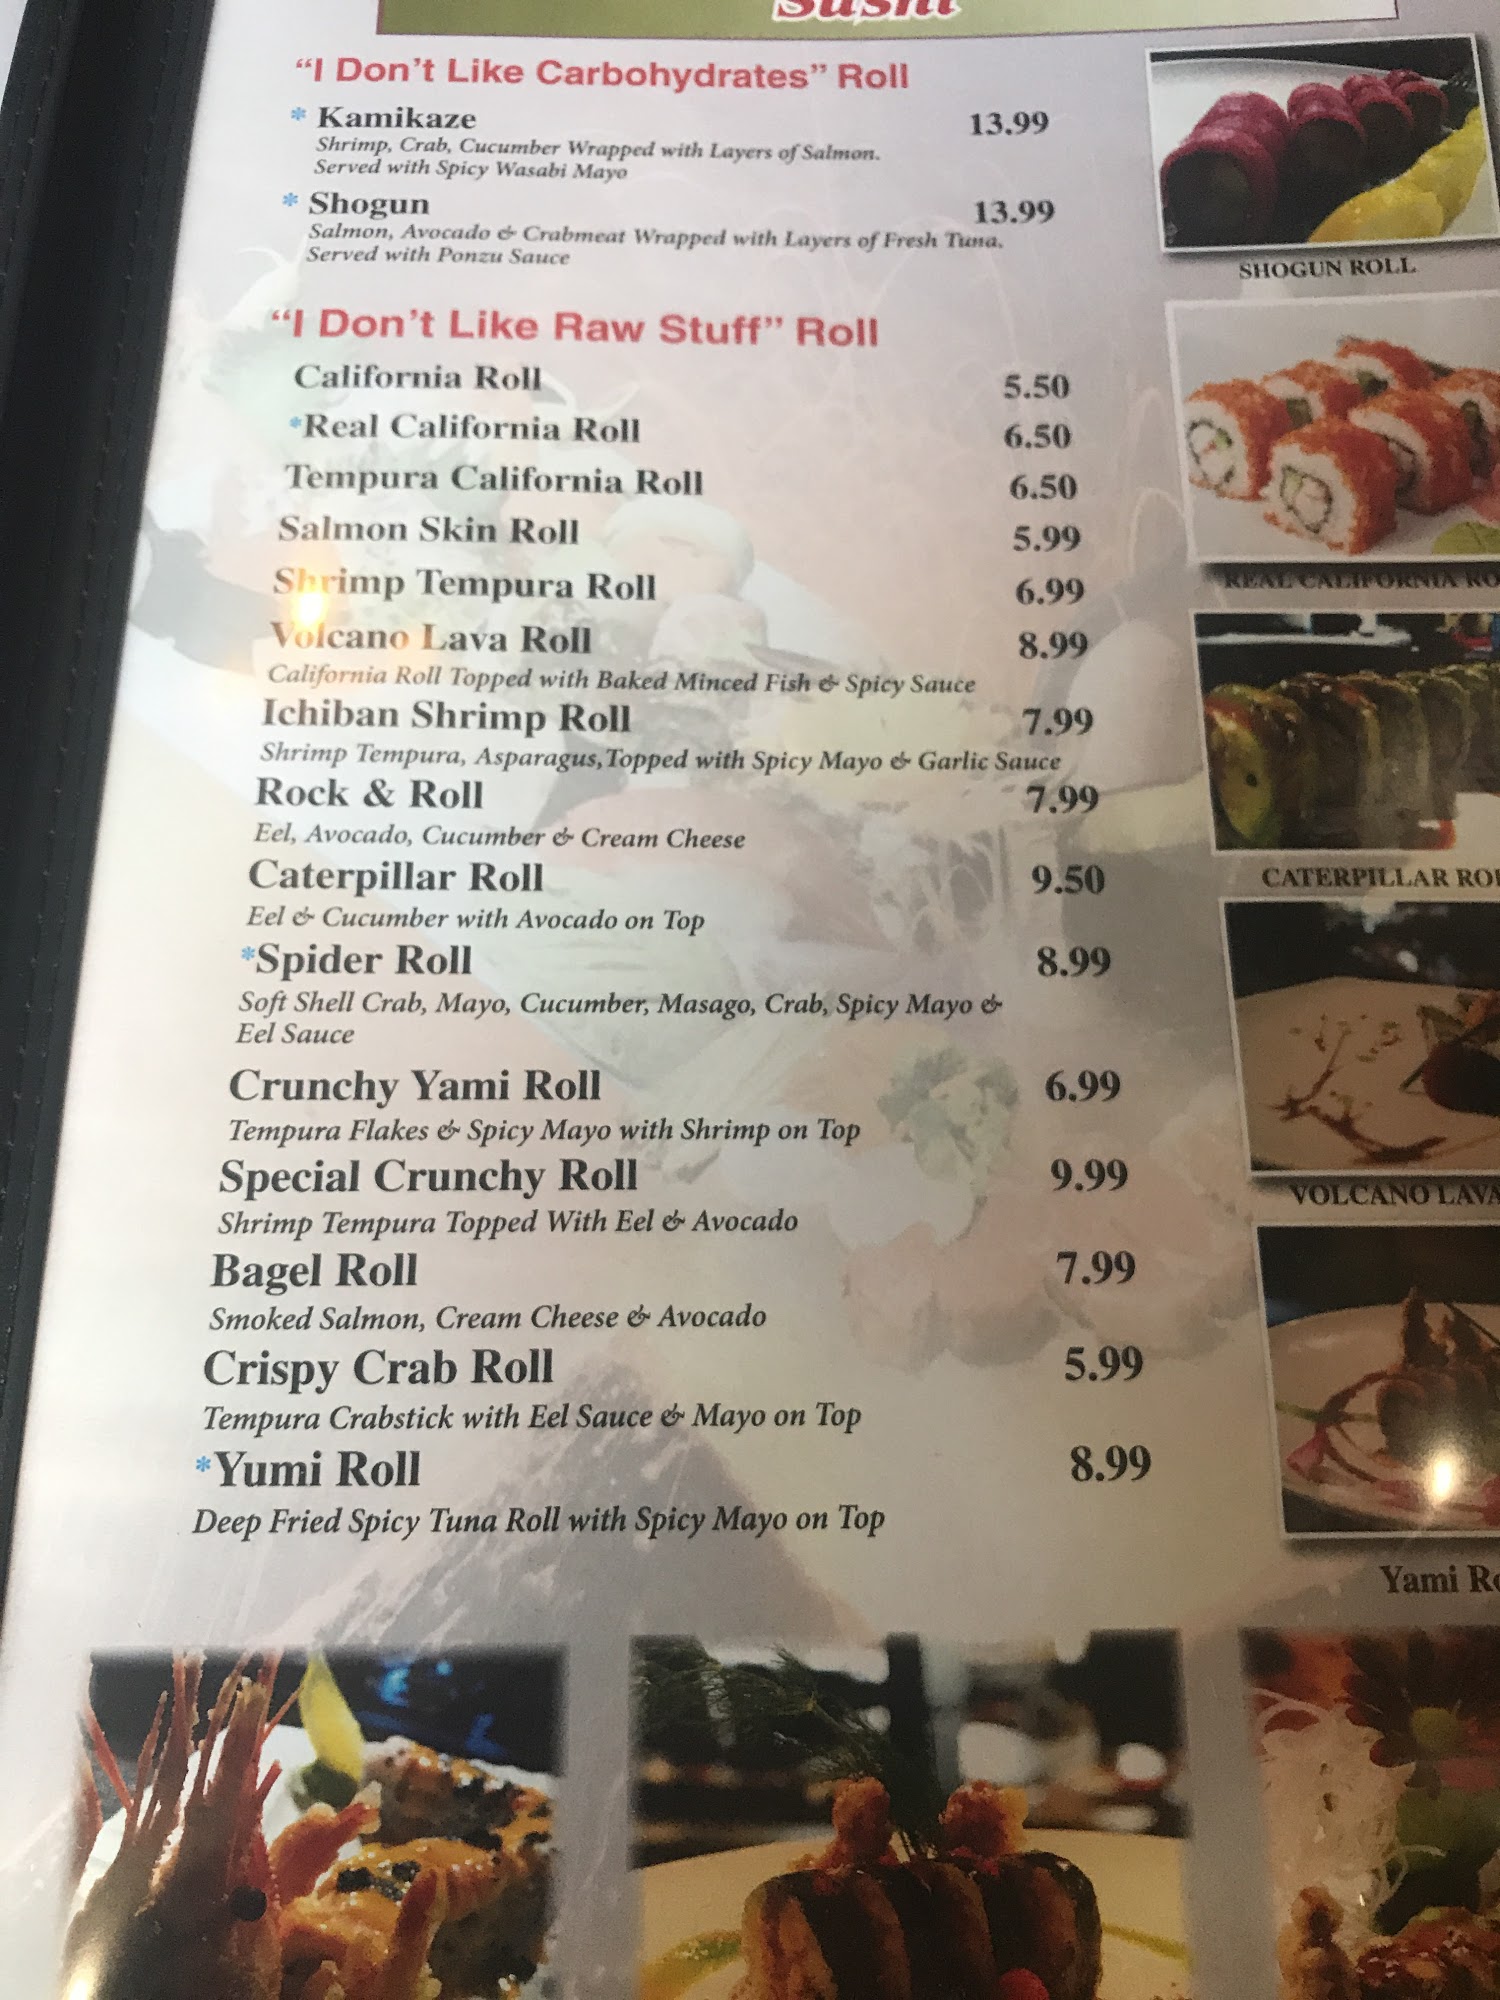 Sushi
"I Don't Like Carbohydrates" Roll
* Kamikaze 13.99
Shrimp, Crab, Cucumber Wrapped with Layers of Salmon.
Served with Spicy Wasabi Mayo
* Shogun 13.99
Salmon, Avocado & Crabmeat Wrapped with Layers of Fresh Tuna.
Served with Ponzu Sauce
SHOGUN ROLL
"I Don't Like Raw Stuff" Roll
California Roll 5.50
*Real California Roll 6.50
Tempura California Roll 6.50
Salmon Skin Roll 5.99
Shrimp Tempura Roll 6.99
REAL CALIFORNIA RO
Volcano Lava Roll 8.99
California Roll Topped with Baked Minced Fish & Spicy Sauce
Ichiban Shrimp Roll 7.99
Shrimp Tempura, Asparagus, Topped with Spicy Mayo & Garlic Sauce
Rock & Roll 7.99
Eel, Avocado, Cucumber & Cream Cheese
Caterpillar Roll 9.50
CATERPILLAR ROL
Eel & Cucumber with Avocado on Top
*Spider Roll 8.99
Soft Shell Crab, Mayo, Cucumber, Masago, Crab, Spicy Mayo &
Eel Sauce
Crunchy Yami Roll 6.99
Tempura Flakes & Spicy Mayo with Shrimp on Top
Special Crunchy Roll 9.99
VOLCANO LAVA
Shrimp Tempura Topped With Eel & Avocado
Bagel Roll 7.99
Smoked Salmon, Cream Cheese & Avocado
Crispy Crab Roll 5.99
Tempura Crabstick with Eel Sauce & Mayo on Top
*Yumi Roll 8.99
Deep Fried Spicy Tuna Roll with Spicy Mayo on Top
Yami Ro